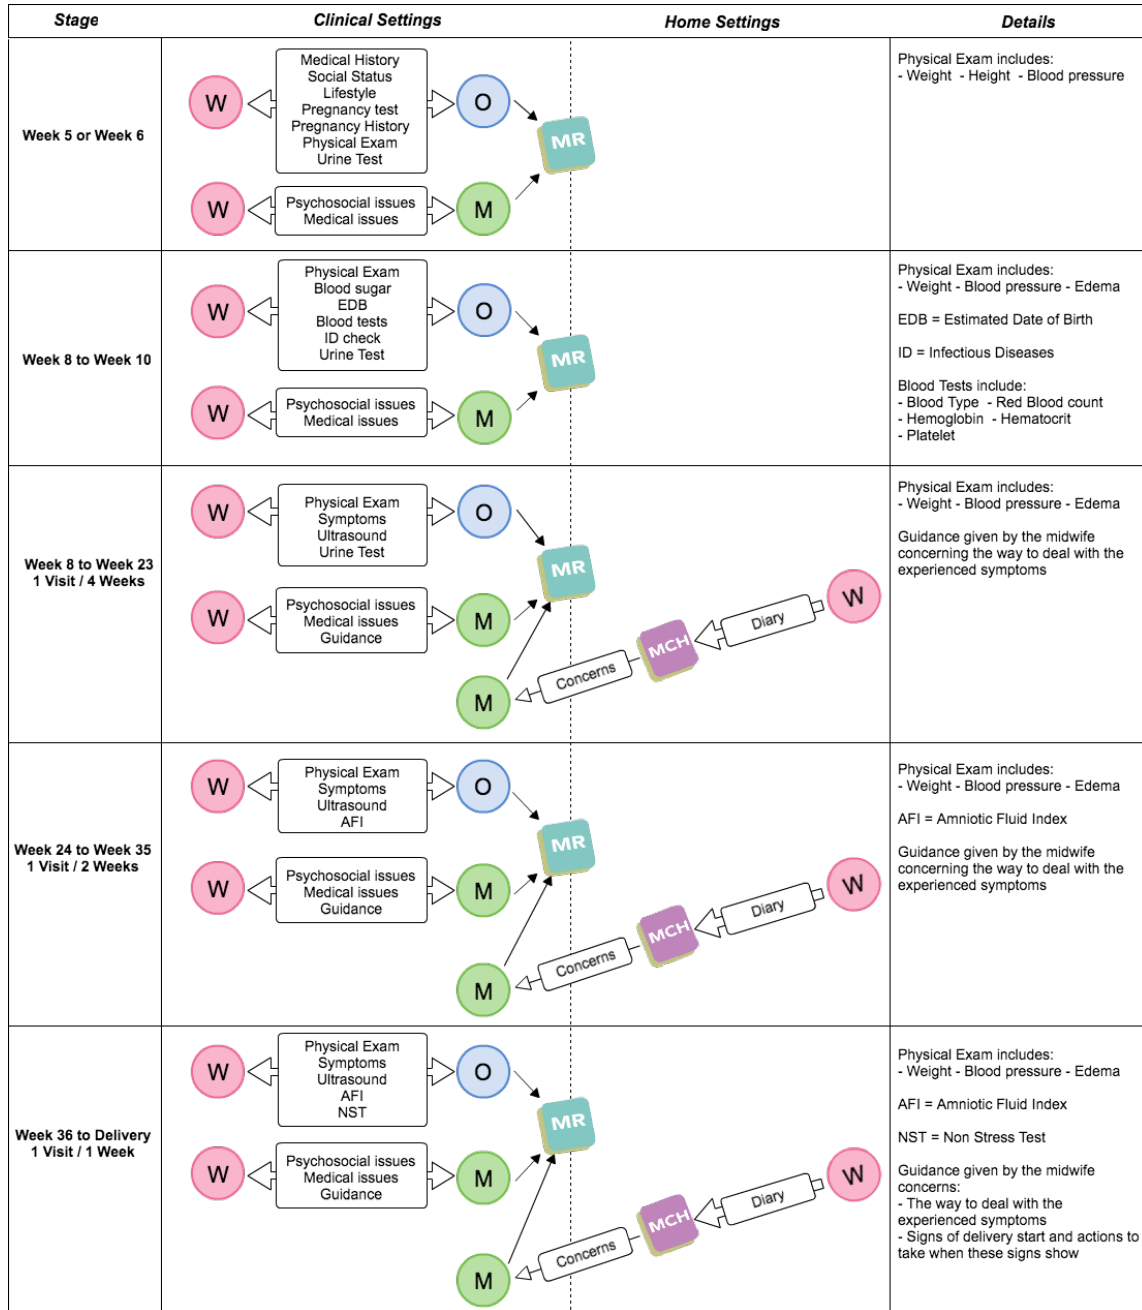 Stage Clinical Settings Home Settings Details
Week 5 or Week 6
W
Medical History
Social Status
Lifestyle
Pregnancy test
Pregnancy History
Physical Exam
Urine Test
O
MR
W
Psychosocial issues
Medical issues
M
Physical Exam includes:
- Weight - Height - Blood pressure
Week 8 to Week 10
W
Physical Exam
Blood sugar
EDB
Blood tests
ID check
Urine Test
O
MR
W
Psychosocial issues
Medical issues
M
Physical Exam includes:
- Weight - Blood pressure - Edema
EDB = Estimated Date of Birth
ID = Infectious Diseases
Blood Tests include:
- Blood Type - Red Blood count
- Hemoglobin - Hematocrit
- Platelet
Week 8 to Week 23
1 Visit / 4 Weeks
W
Physical Exam
Symptoms
Ultrasound
Urine Test
O
MR
W
Psychosocial issues
Medical issues
Guidance
M
M
Concerns
MCH
Diary
W
Physical Exam includes:
- Weight - Blood pressure - Edema
Guidance given by the midwife
concerning the way to deal with the
experienced symptoms
Week 24 to Week 35
1 Visit / 2 Weeks
W
Physical Exam
Symptoms
Ultrasound
AFI
O
MR
W
Psychosocial issues
Medical issues
Guidance
M
M
Concerns
MCH
Diary
W
Physical Exam includes:
- Weight - Blood pressure - Edema
AFI = Amniotic Fluid Index
Guidance given by the midwife
concerning the way to deal with the
experienced symptoms
Week 36 to Delivery
1 Visit / 1 Week
W
Physical Exam
Symptoms
Ultrasound
AFI
NST
O
MR
W
Psychosocial issues
Medical issues
Guidance
M
M
Concerns
MCH
Diary
W
Physical Exam includes:
- Weight - Blood pressure - Edema
AFI = Amniotic Fluid Index
NST = Non Stress Test
Guidance given by the midwife
concerns:
- The way to deal with the
experienced symptoms
- Signs of delivery start and actions to
take when these signs show